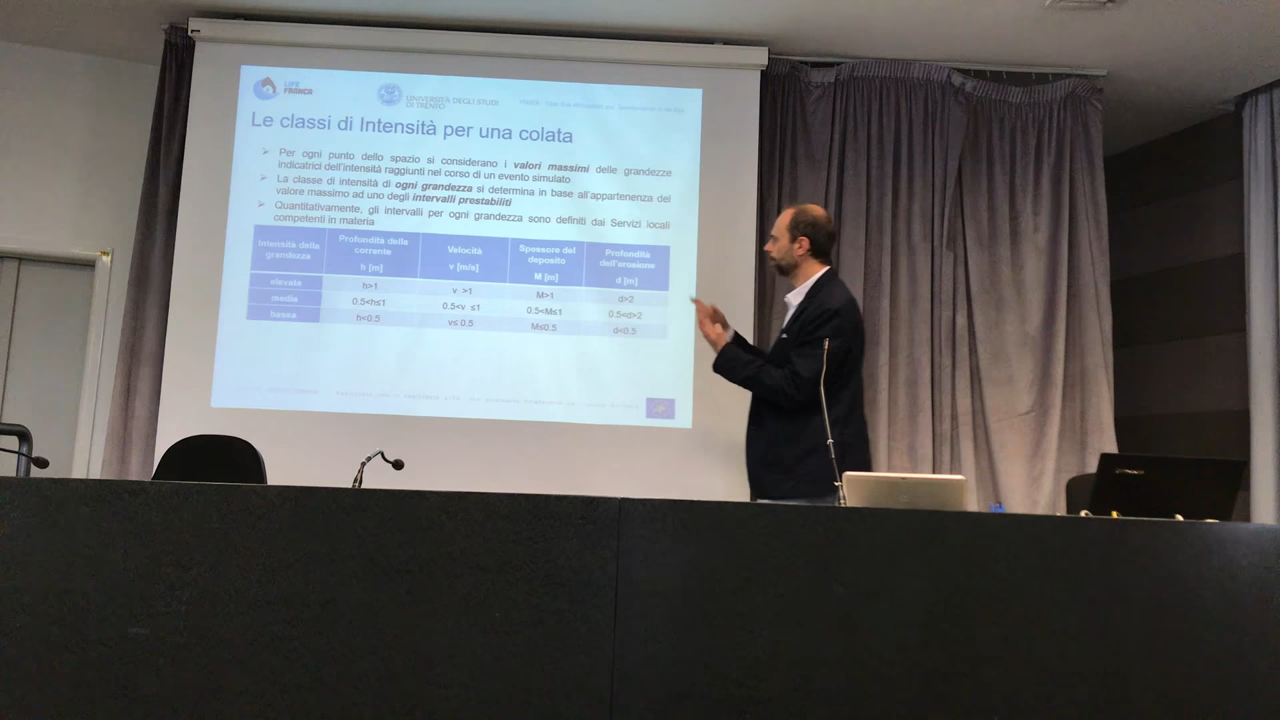 LIFE
FRANCA
UNIVERSITÀ DEGLI STUDI
DI TRENTO
Le classi di Intensità per una colata
Per ogni punto dello spazio si considerano i valori massimi delle grandezze
indicatrici dell'intensità raggiunti nel corso di un evento simulato
La classe di intensità di ogni grandezza si determina in base all'appartenenza del
valore massimo ad uno degli intervalli prestabiliti
Quantitativamente, gli intervalli per ogni grandezza sono definiti dai Servizi locali
competenti in materia
Intensità della grandezza Profondità della corrente h [m] Velocità v [m/s] Spessore del deposito M [m] Profondità dell'erosione d [m]
elevata h>1 v >1 M>1 d>2
media 0.5<h≤1 0.5<v ≤1 0.5<M≤1 0.5<d>2
bassa h<0.5 v≤ 0.5 M≤0.5 d<0.5